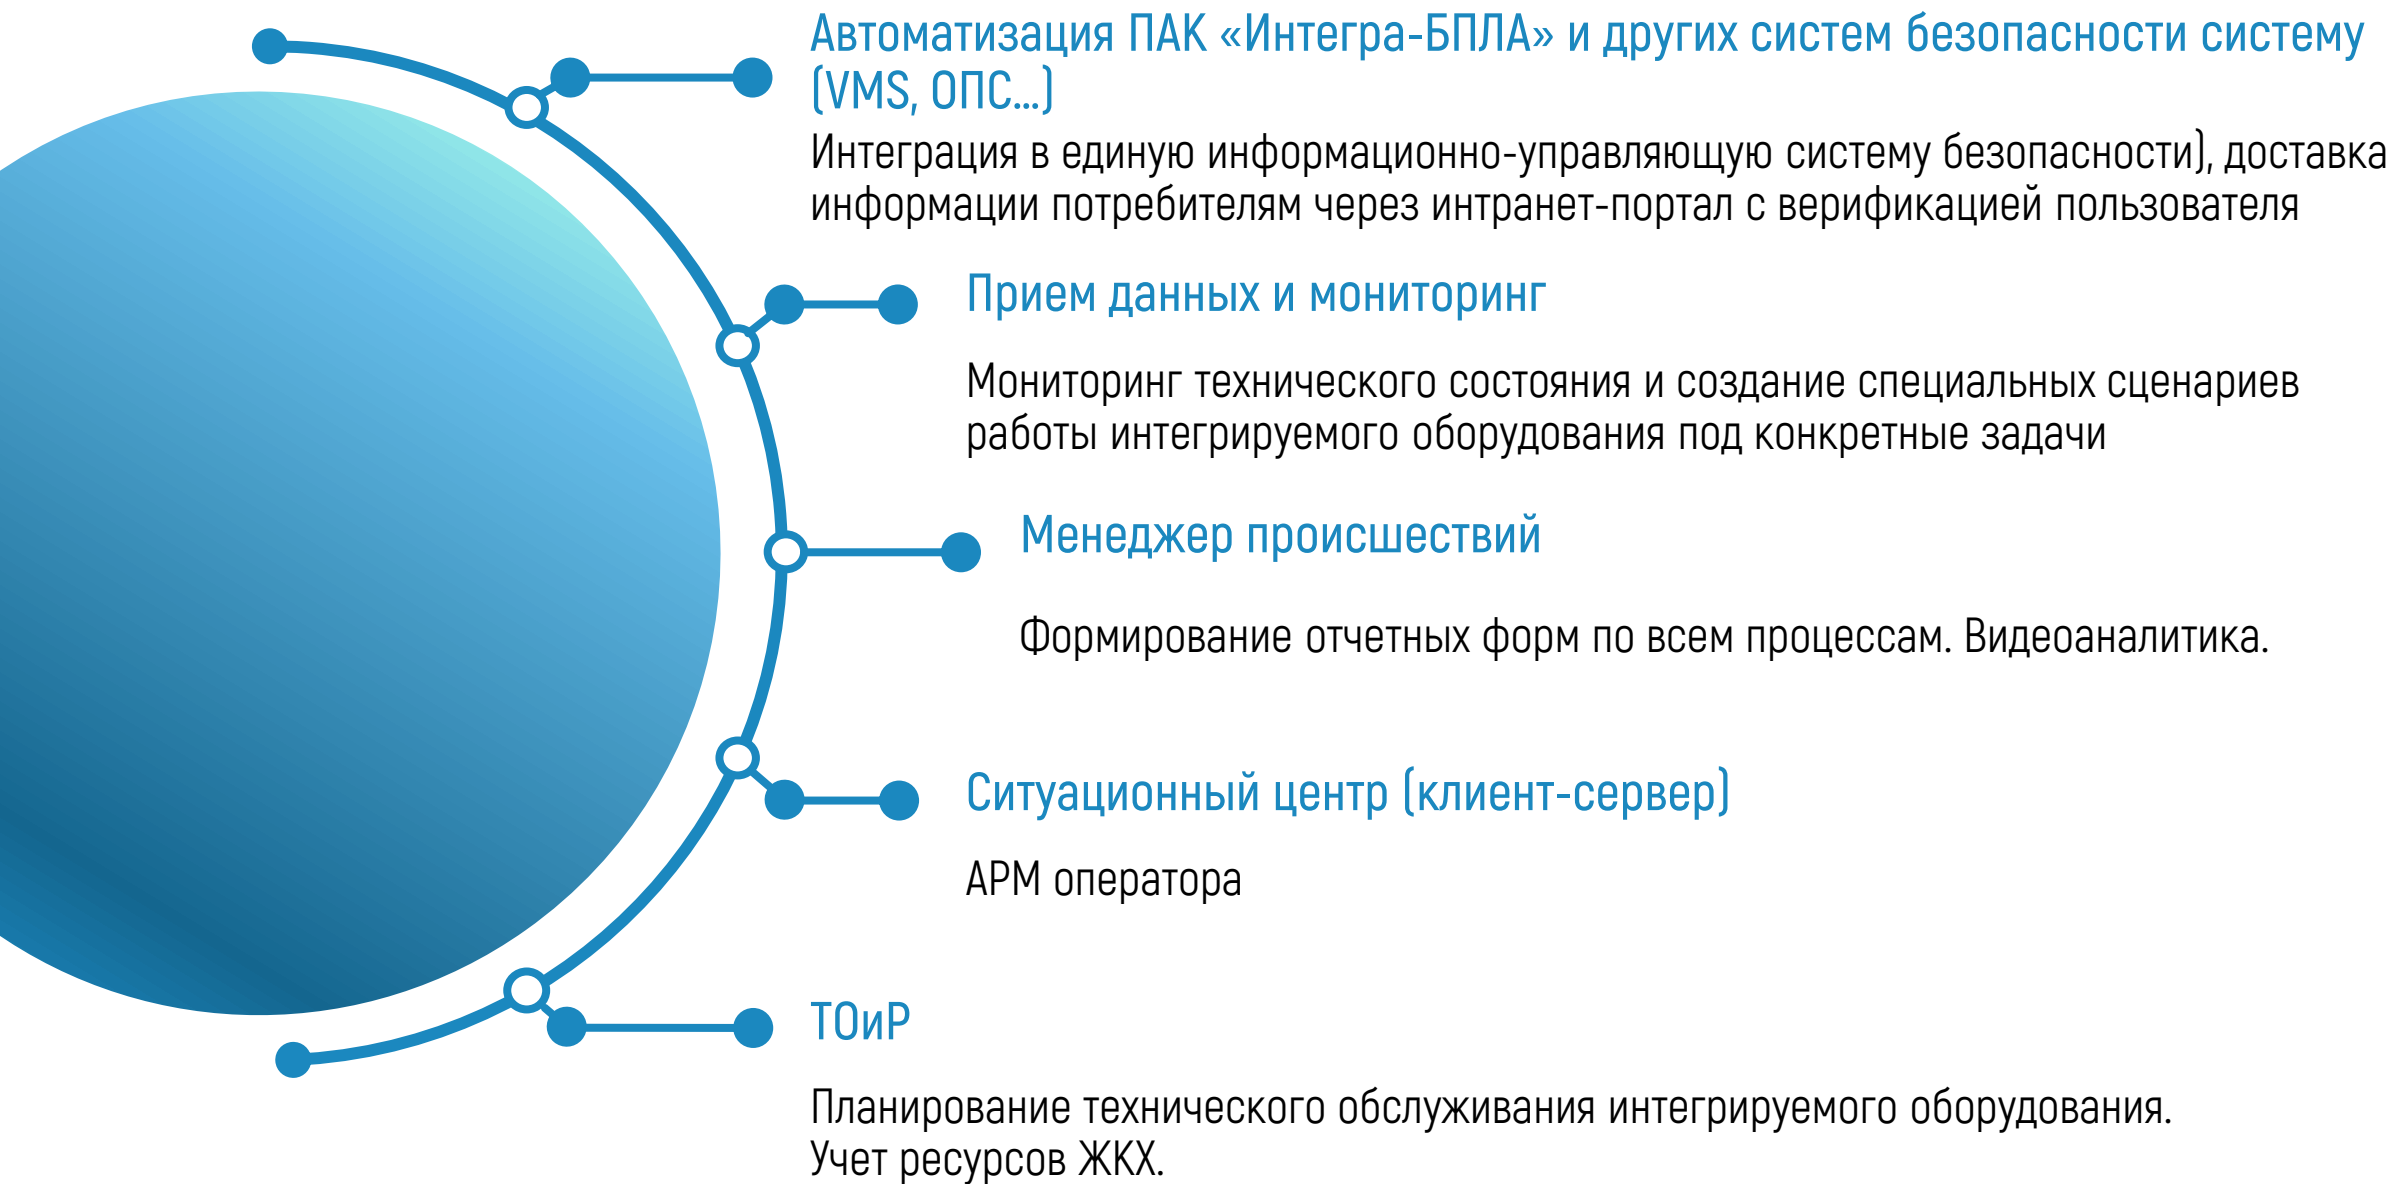 Автоматизация ПАК «Интегра-БПЛА» и других систем безопасности систему
(VMS, ОПС...)
Интеграция в единую информационно-управляющую систему безопасности), доставка
информации потребителям через интранет-портал с верификацией пользователя
Прием данных и мониторинг
Мониторинг технического состояния и создание специальных сценариев
работы интегрируемого оборудования под конкретные задачи
Менеджер происшествий
Формирование отчетных форм по всем процессам. Видеоаналитика.
Ситуационный центр (клиент-сервер)
АРМ оператора
ТОиР
Планирование технического обслуживания интегрируемого оборудования.
Учет ресурсов ЖКХ.